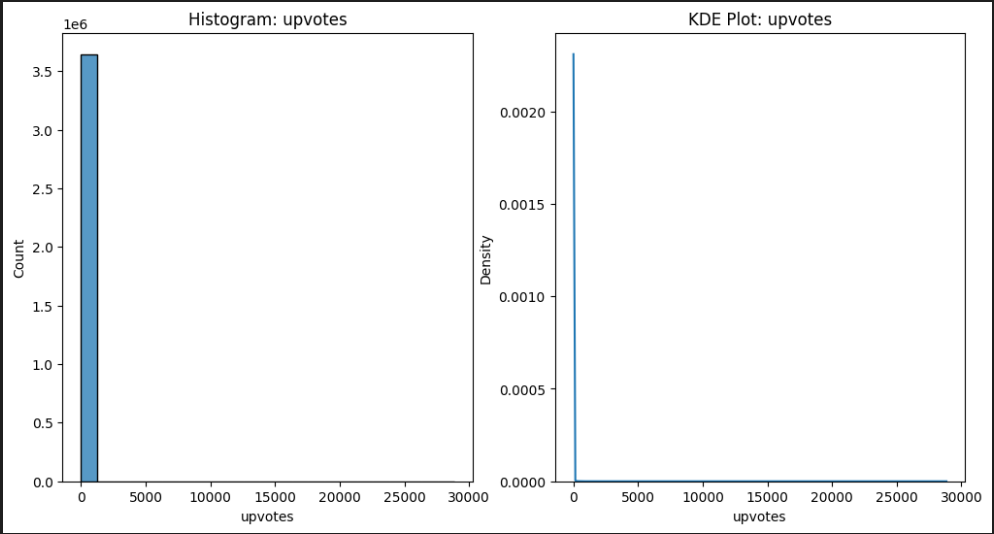 Histogram: upvotes
1e6
3.5
3.0
2.5
2.0
1.5
1.0
0.5
0.0
Count
0 5000 10000 15000 20000 25000 30000
upvotes
KDE Plot: upvotes
0.0020
0.0015
0.0010
0.0005
0.0000
Density
0 5000 10000 15000 20000 25000 30000
upvotes